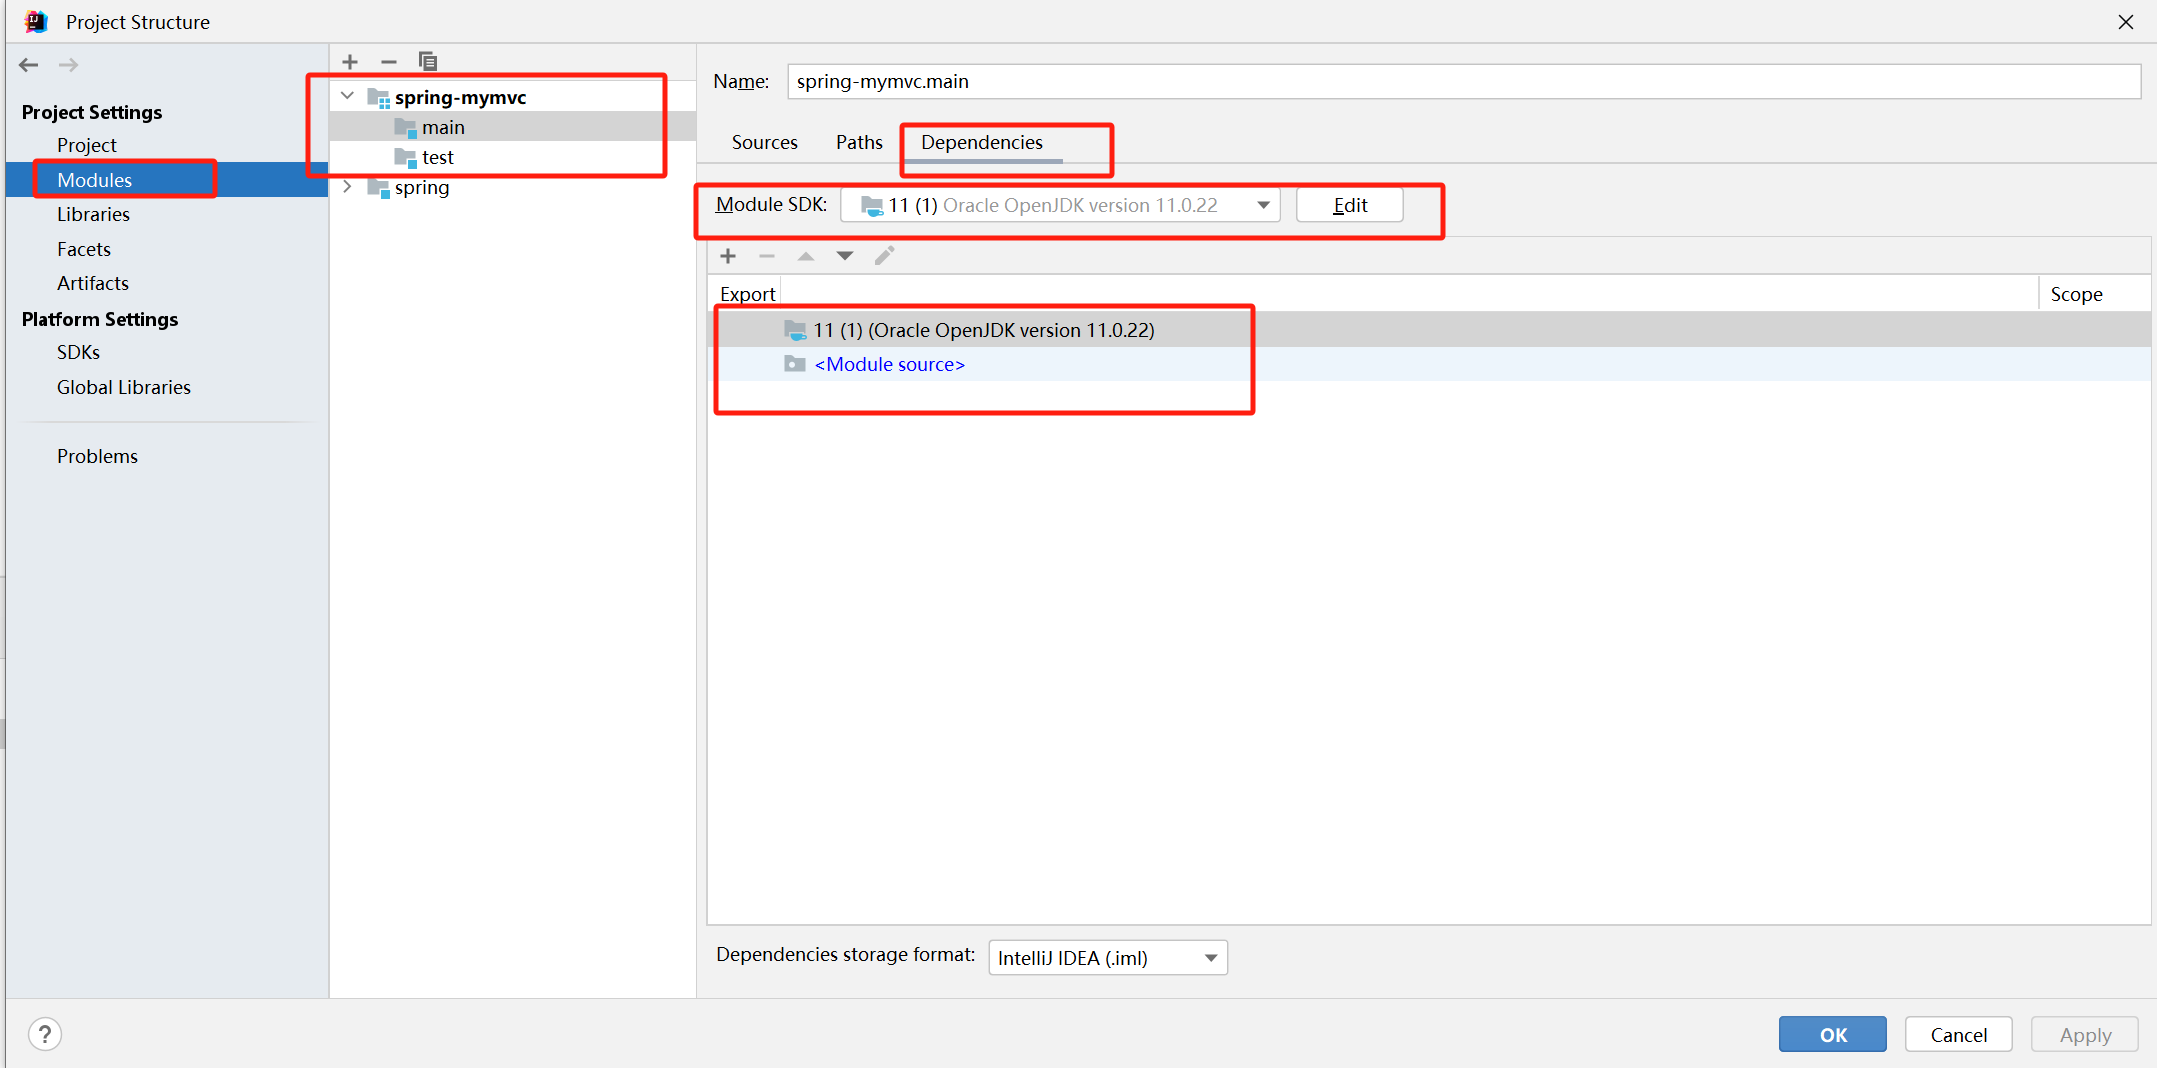 Project Structure
Project Settings
Project
Modules
Libraries
Facets
Artifacts
Platform Settings
SDKs
Global Libraries
Problems
spring-mymvc
main
test
spring
Name: spring-mymvc.main
Sources Paths Dependencies
Module SDK: 11 (1) Oracle OpenJDK version 11.0.22 Edit
Export Scope
11 (1) (Oracle OpenJDK version 11.0.22)
<Module source>
Dependencies storage format: IntelliJ IDEA (.iml)
? OK Cancel Apply